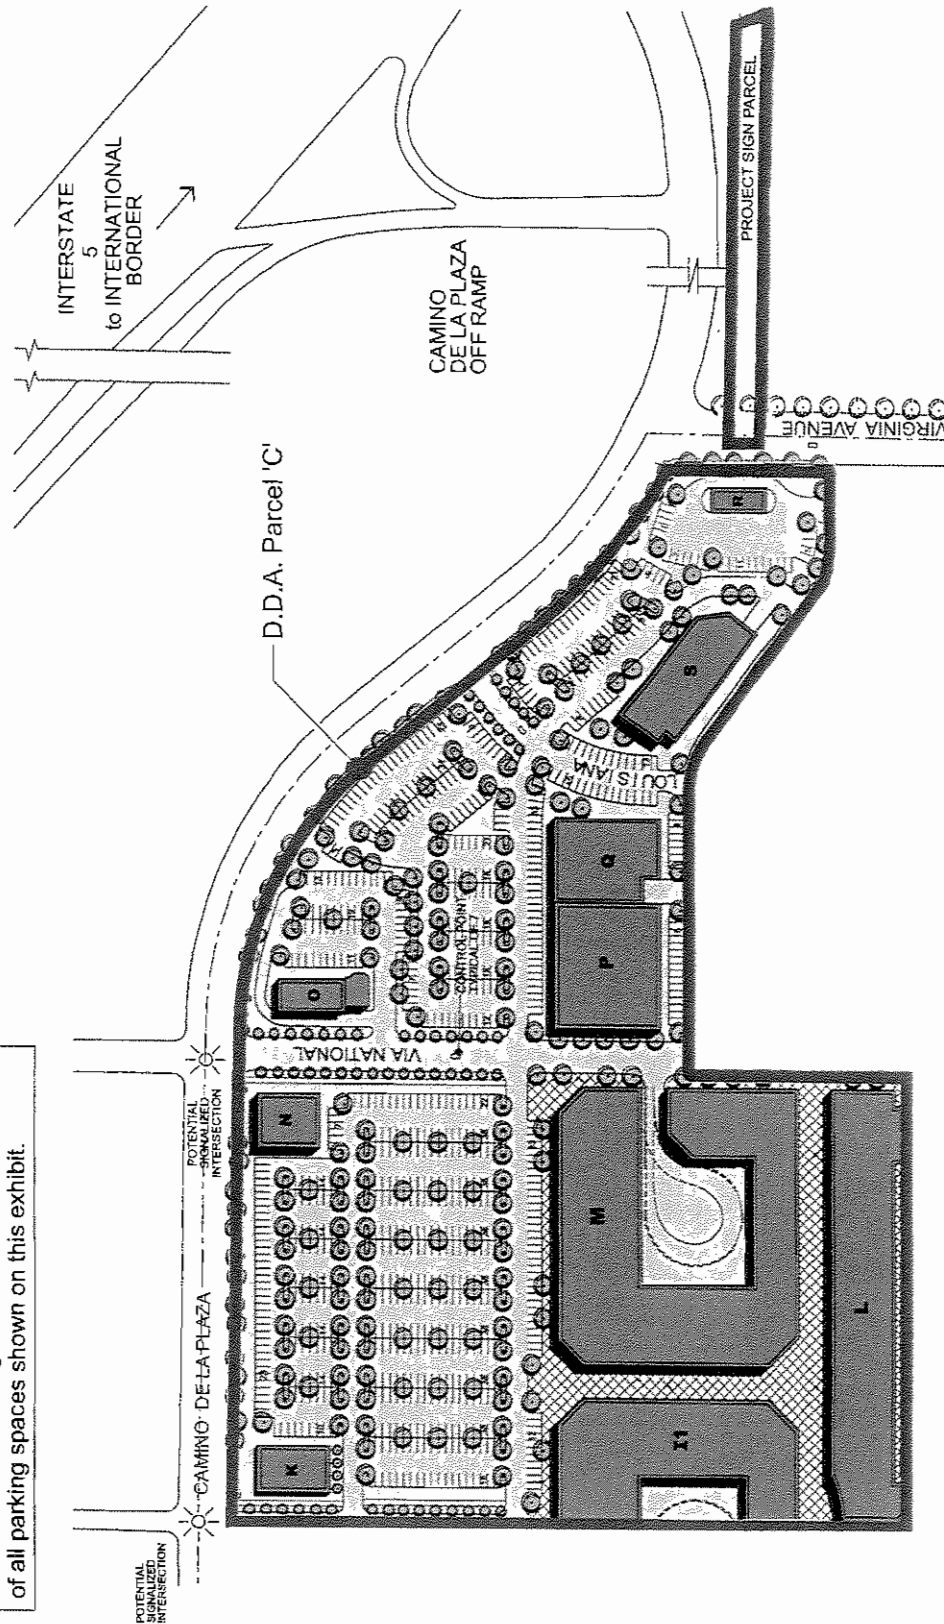 of all parking spaces shown on this exhibit.
INTERSTATE
5
to INTERNATIONAL
BORDER
CAMINO
DE LA PLAZA
OFF RAMP
PROJECT SIGN PARCEL
VIRGINIA AVENUE
D.D.A. Parcel 'C'
R
S
LOUISIANA
Q
P
O
CONTROL POINT
VIA NATIONAL
POTENTIAL
SIGNALIZED
INTERSECTION
N
M
L
CAMINO DE LA PLAZA
K
I1
POTENTIAL
SIGNALIZED
INTERSECTION